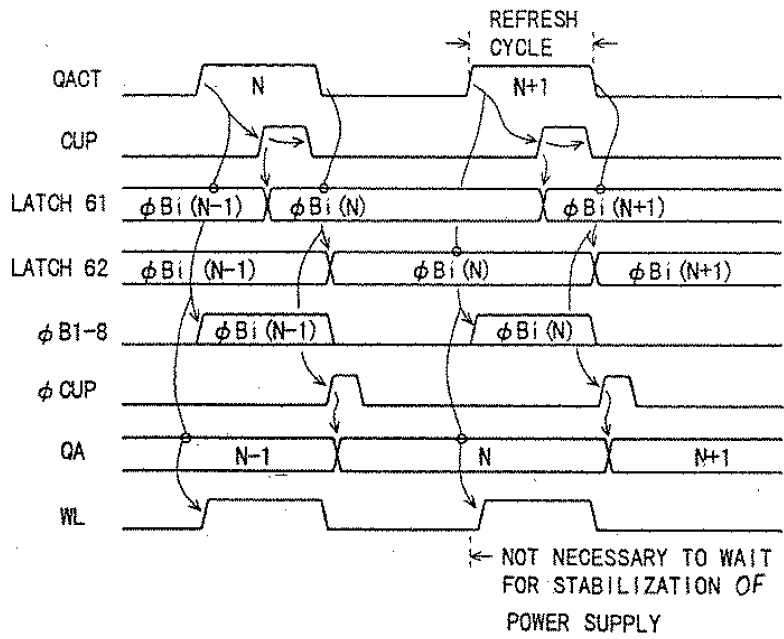 REFRESH
CYCLE
QACT N N+1
CUP
LATCH 61 φBi(N-1) φBi(N) φBi(N+1)
LATCH 62 φBi(N-1) φBi(N) φBi(N+1)
φB1-8 φBi(N-1) φBi(N)
φCUP
QA N-1 N N+1
WL
NOT NECESSARY TO WAIT
FOR STABILIZATION OF
POWER SUPPLY